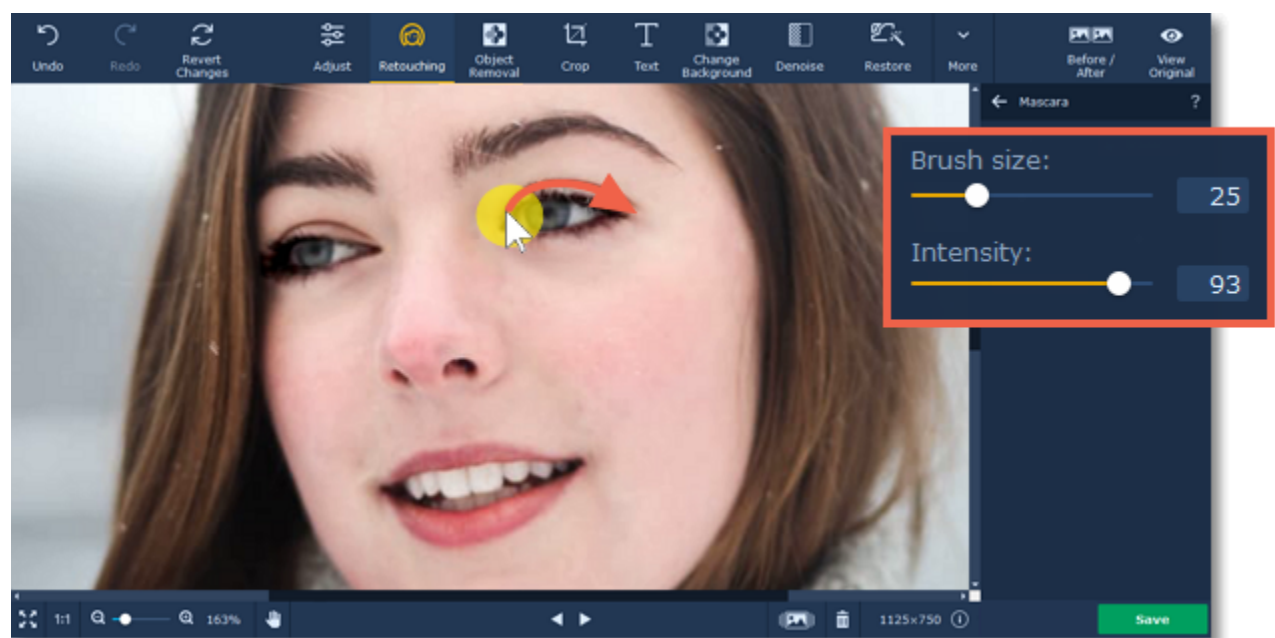 Undo
Redo
Revert
Changes
Adjust
Retouching
Object
Removal
Crop
Text
Change
Background
Denoise
Restore
More
Before /
After
View
Original
Mascara
?
Brush size:
25
Intensity:
93
1:1
163%
1125×750
Save